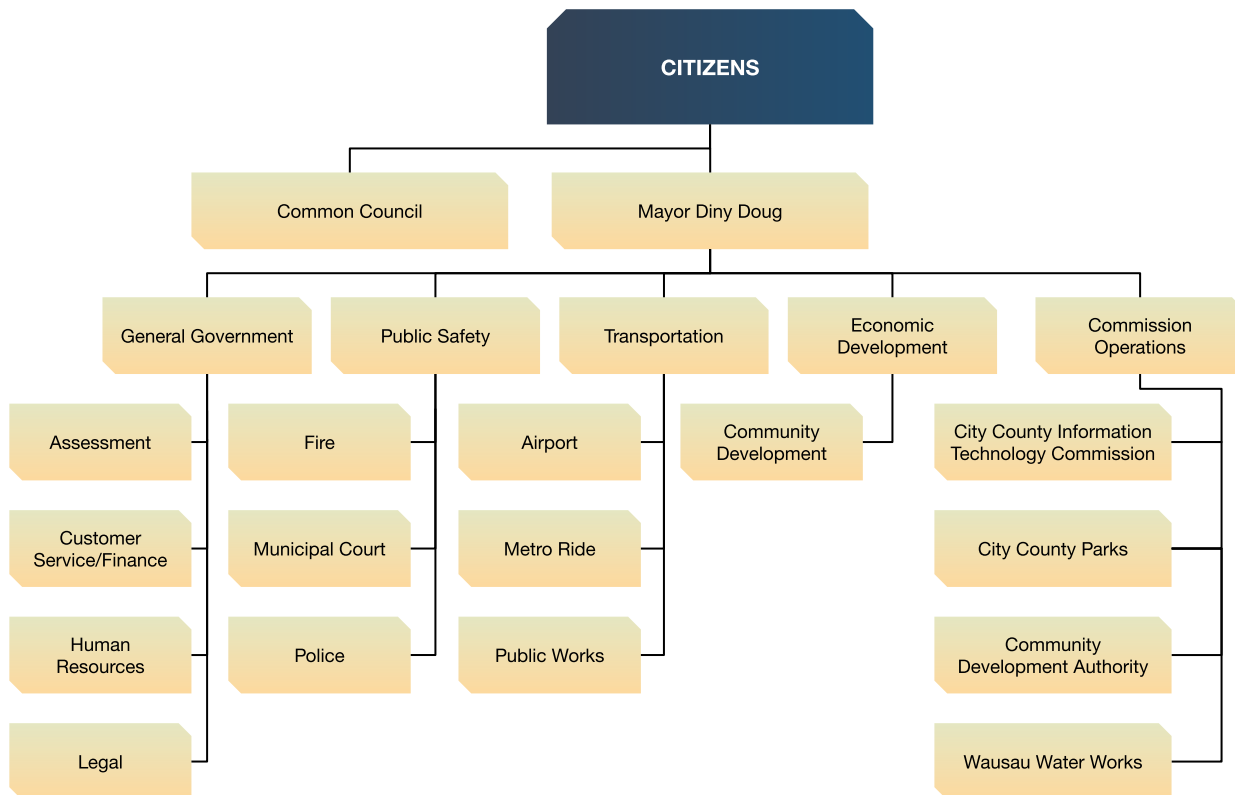 CITIZENS
Common Council
Mayor Diny Doug
General Government
Public Safety
Transportation
Economic
Development
Commission
Operations
Assessment
Fire
Airport
Community
Development
City County Information
Technology Commission
Customer
Service/Finance
Municipal Court
Metro Ride
City County Parks
Human
Resources
Police
Public Works
Community
Development Authority
Legal
Wausau Water Works